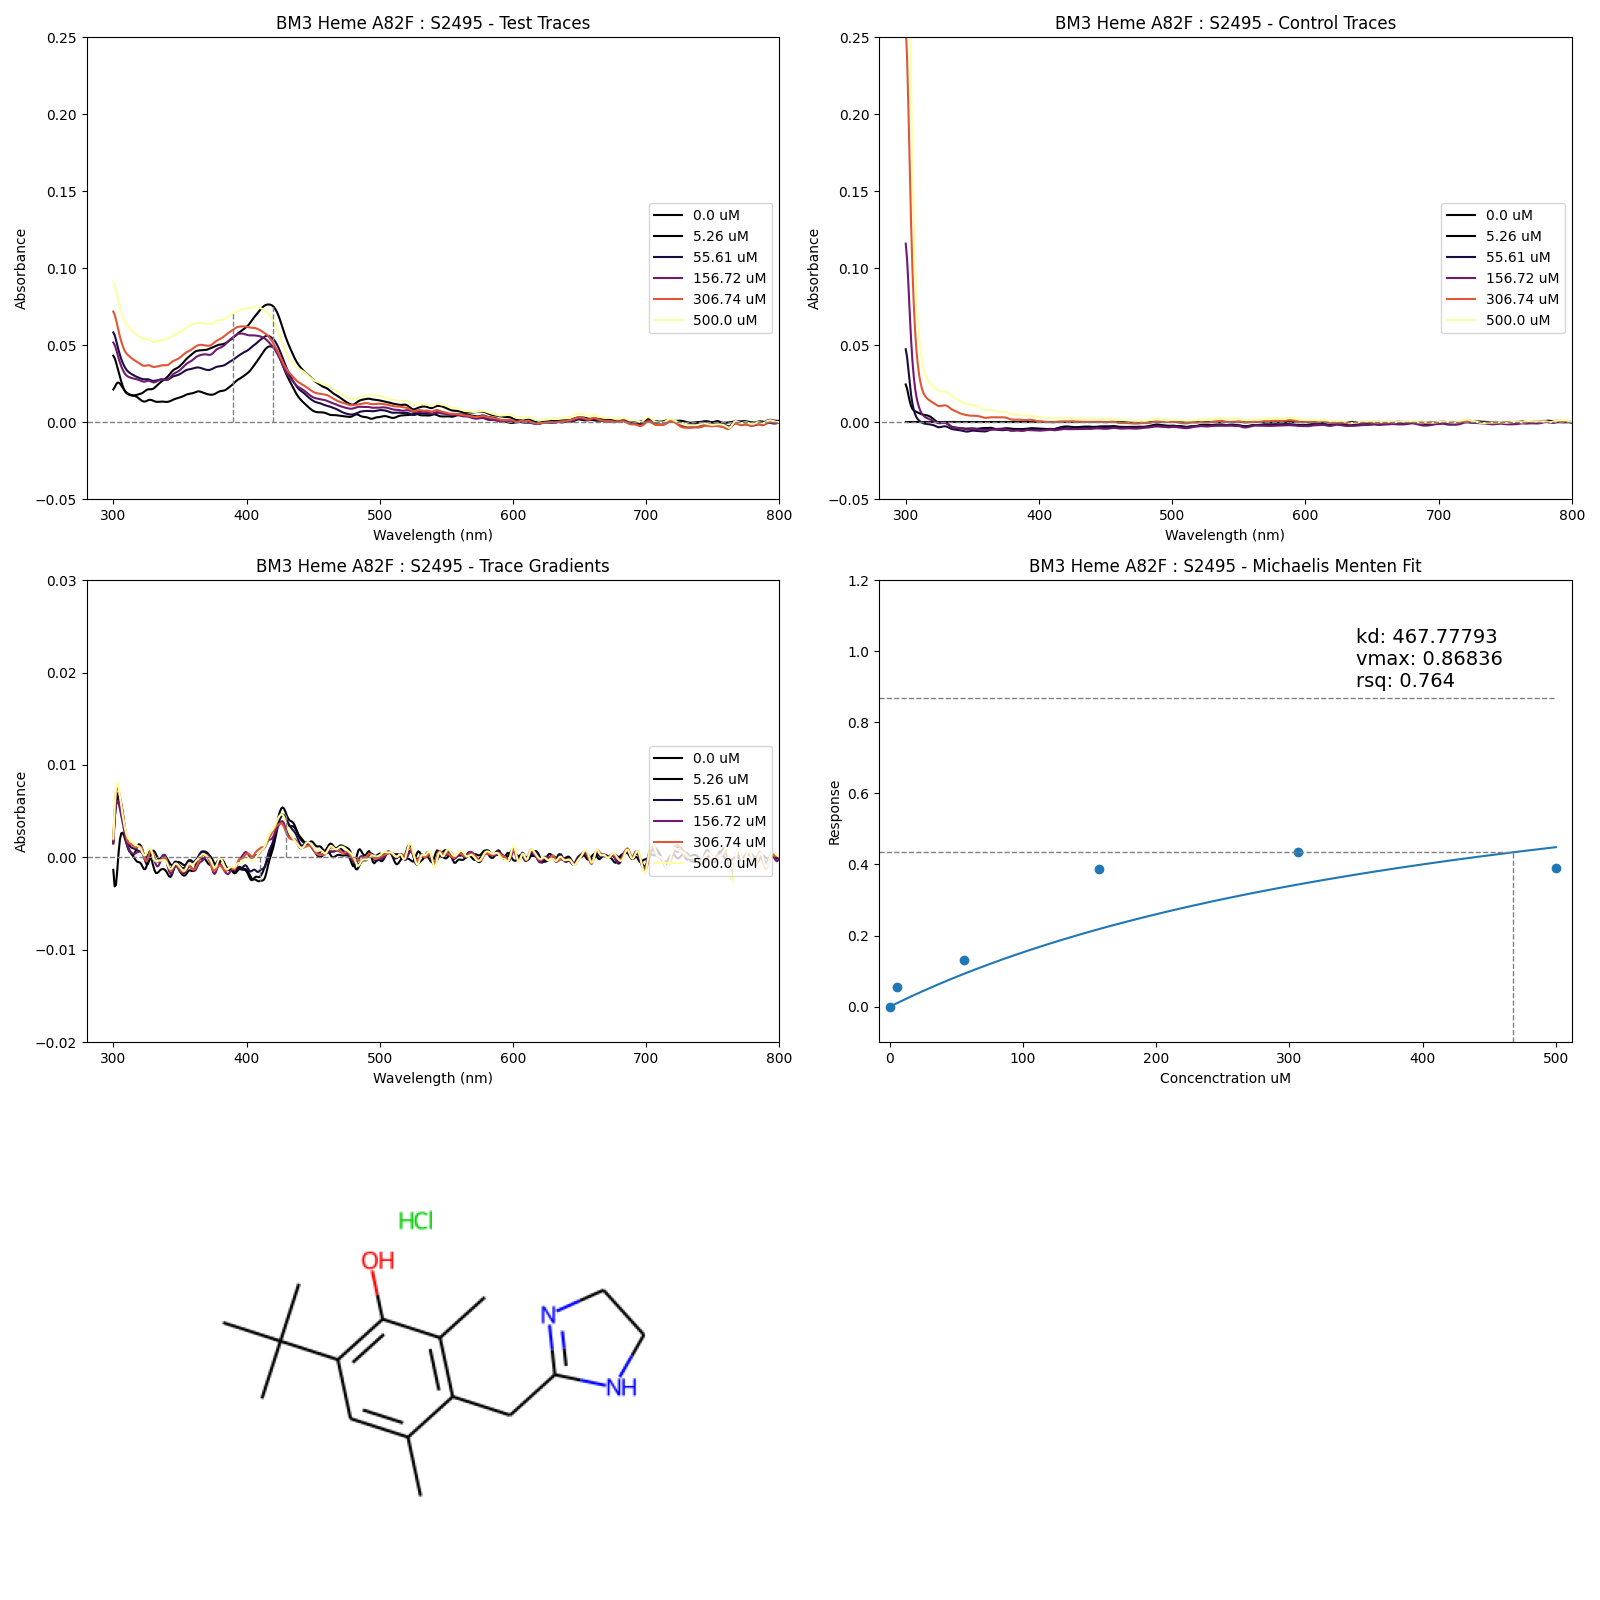 BM3 Heme A82F : S2495 - Test Traces
0.25
0.20
0.15
0.10
0.05
0.00
−0.05
Absorbance
300
400
500
600
700
800
Wavelength (nm)
0.0 uM
5.26 uM
55.61 uM
156.72 uM
306.74 uM
500.0 uM
BM3 Heme A82F : S2495 - Control Traces
0.25
0.20
0.15
0.10
0.05
0.00
−0.05
Absorbance
300
400
500
600
700
800
Wavelength (nm)
0.0 uM
5.26 uM
55.61 uM
156.72 uM
306.74 uM
500.0 uM
BM3 Heme A82F : S2495 - Trace Gradients
0.03
0.02
0.01
0.00
−0.01
−0.02
Absorbance
300
400
500
600
700
800
Wavelength (nm)
0.0 uM
5.26 uM
55.61 uM
156.72 uM
306.74 uM
500.0 uM
BM3 Heme A82F : S2495 - Michaelis Menten Fit
1.2
1.0
0.8
0.6
0.4
0.2
0.0
Response
kd: 467.77793
vmax: 0.86836
rsq: 0.764
0
100
200
300
400
500
Concenctration uM
HCl
OH
N
NH